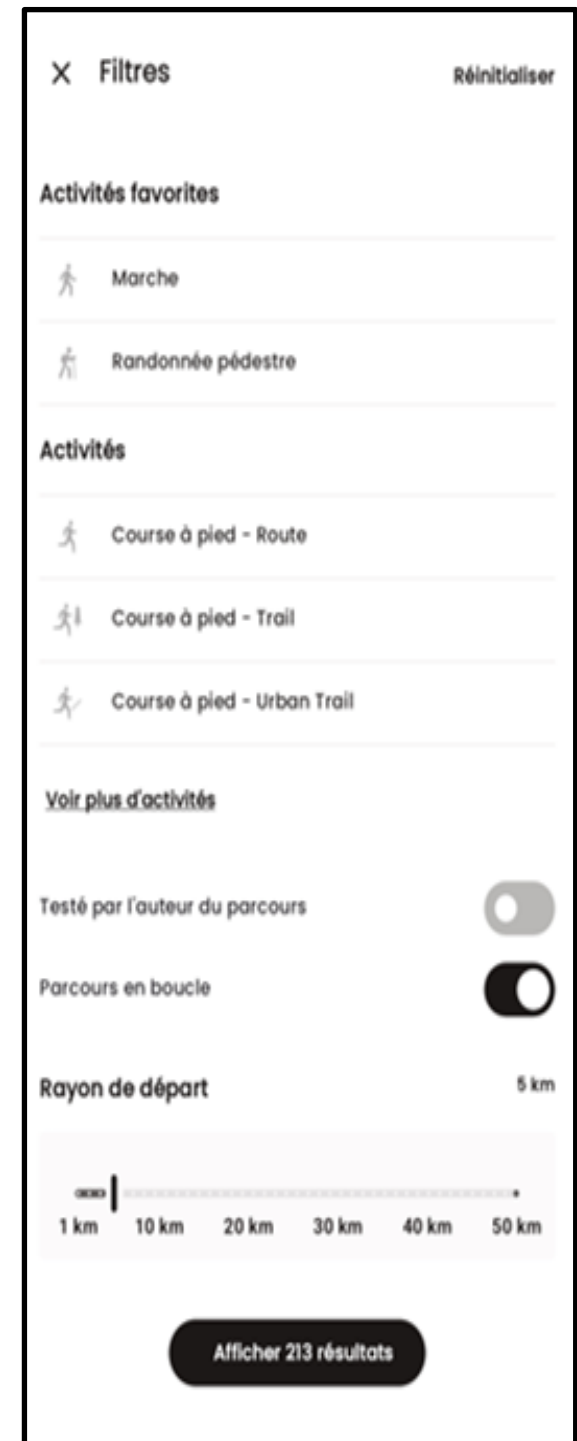 Filtres
Réinitialiser
Activités favorites
Marche
Randonnée pédestre
Activités
Course à pied - Route
Course à pied - Trail
Course à pied - Urban Trail
Voir plus d'activités
Testé par l'auteur du parcours
Parcours en boucle
Rayon de départ
5 km
1 km 10 km 20 km 30 km 40 km 50 km
Afficher 213 résultats